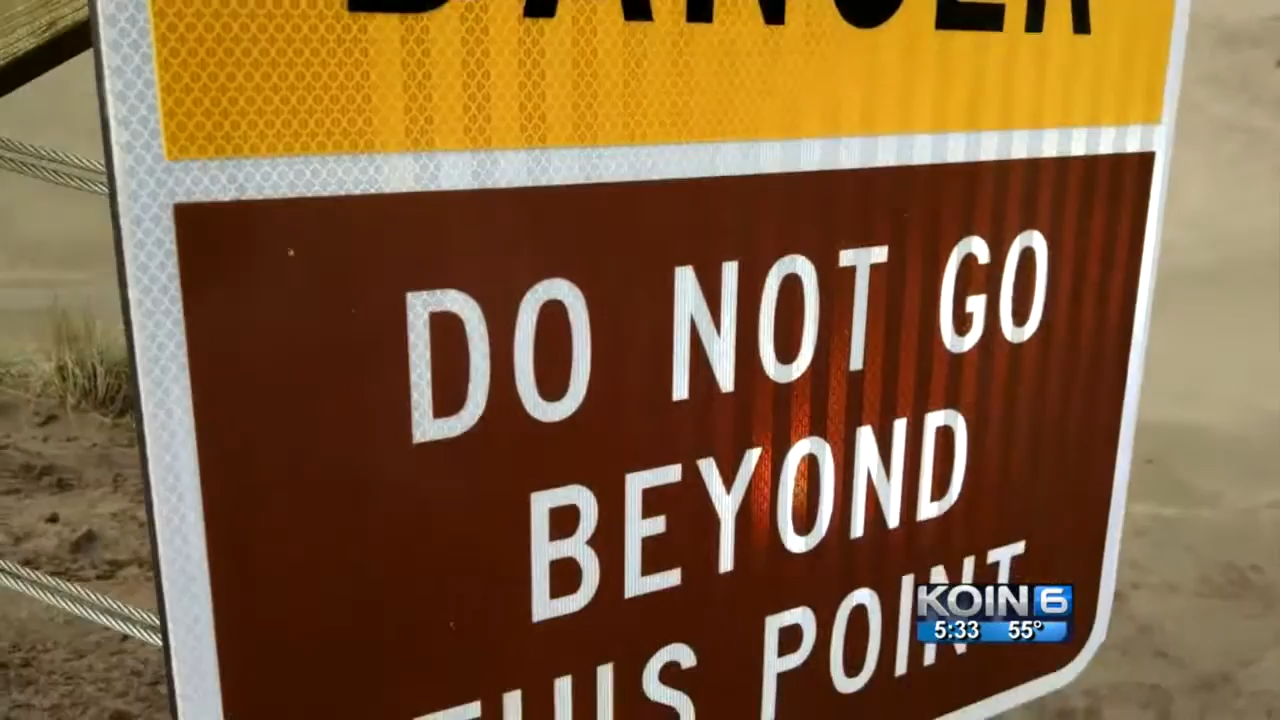 DANGER
DO NOT GO
BEYOND
THIS POINT
KOIN 6
5:33 55°